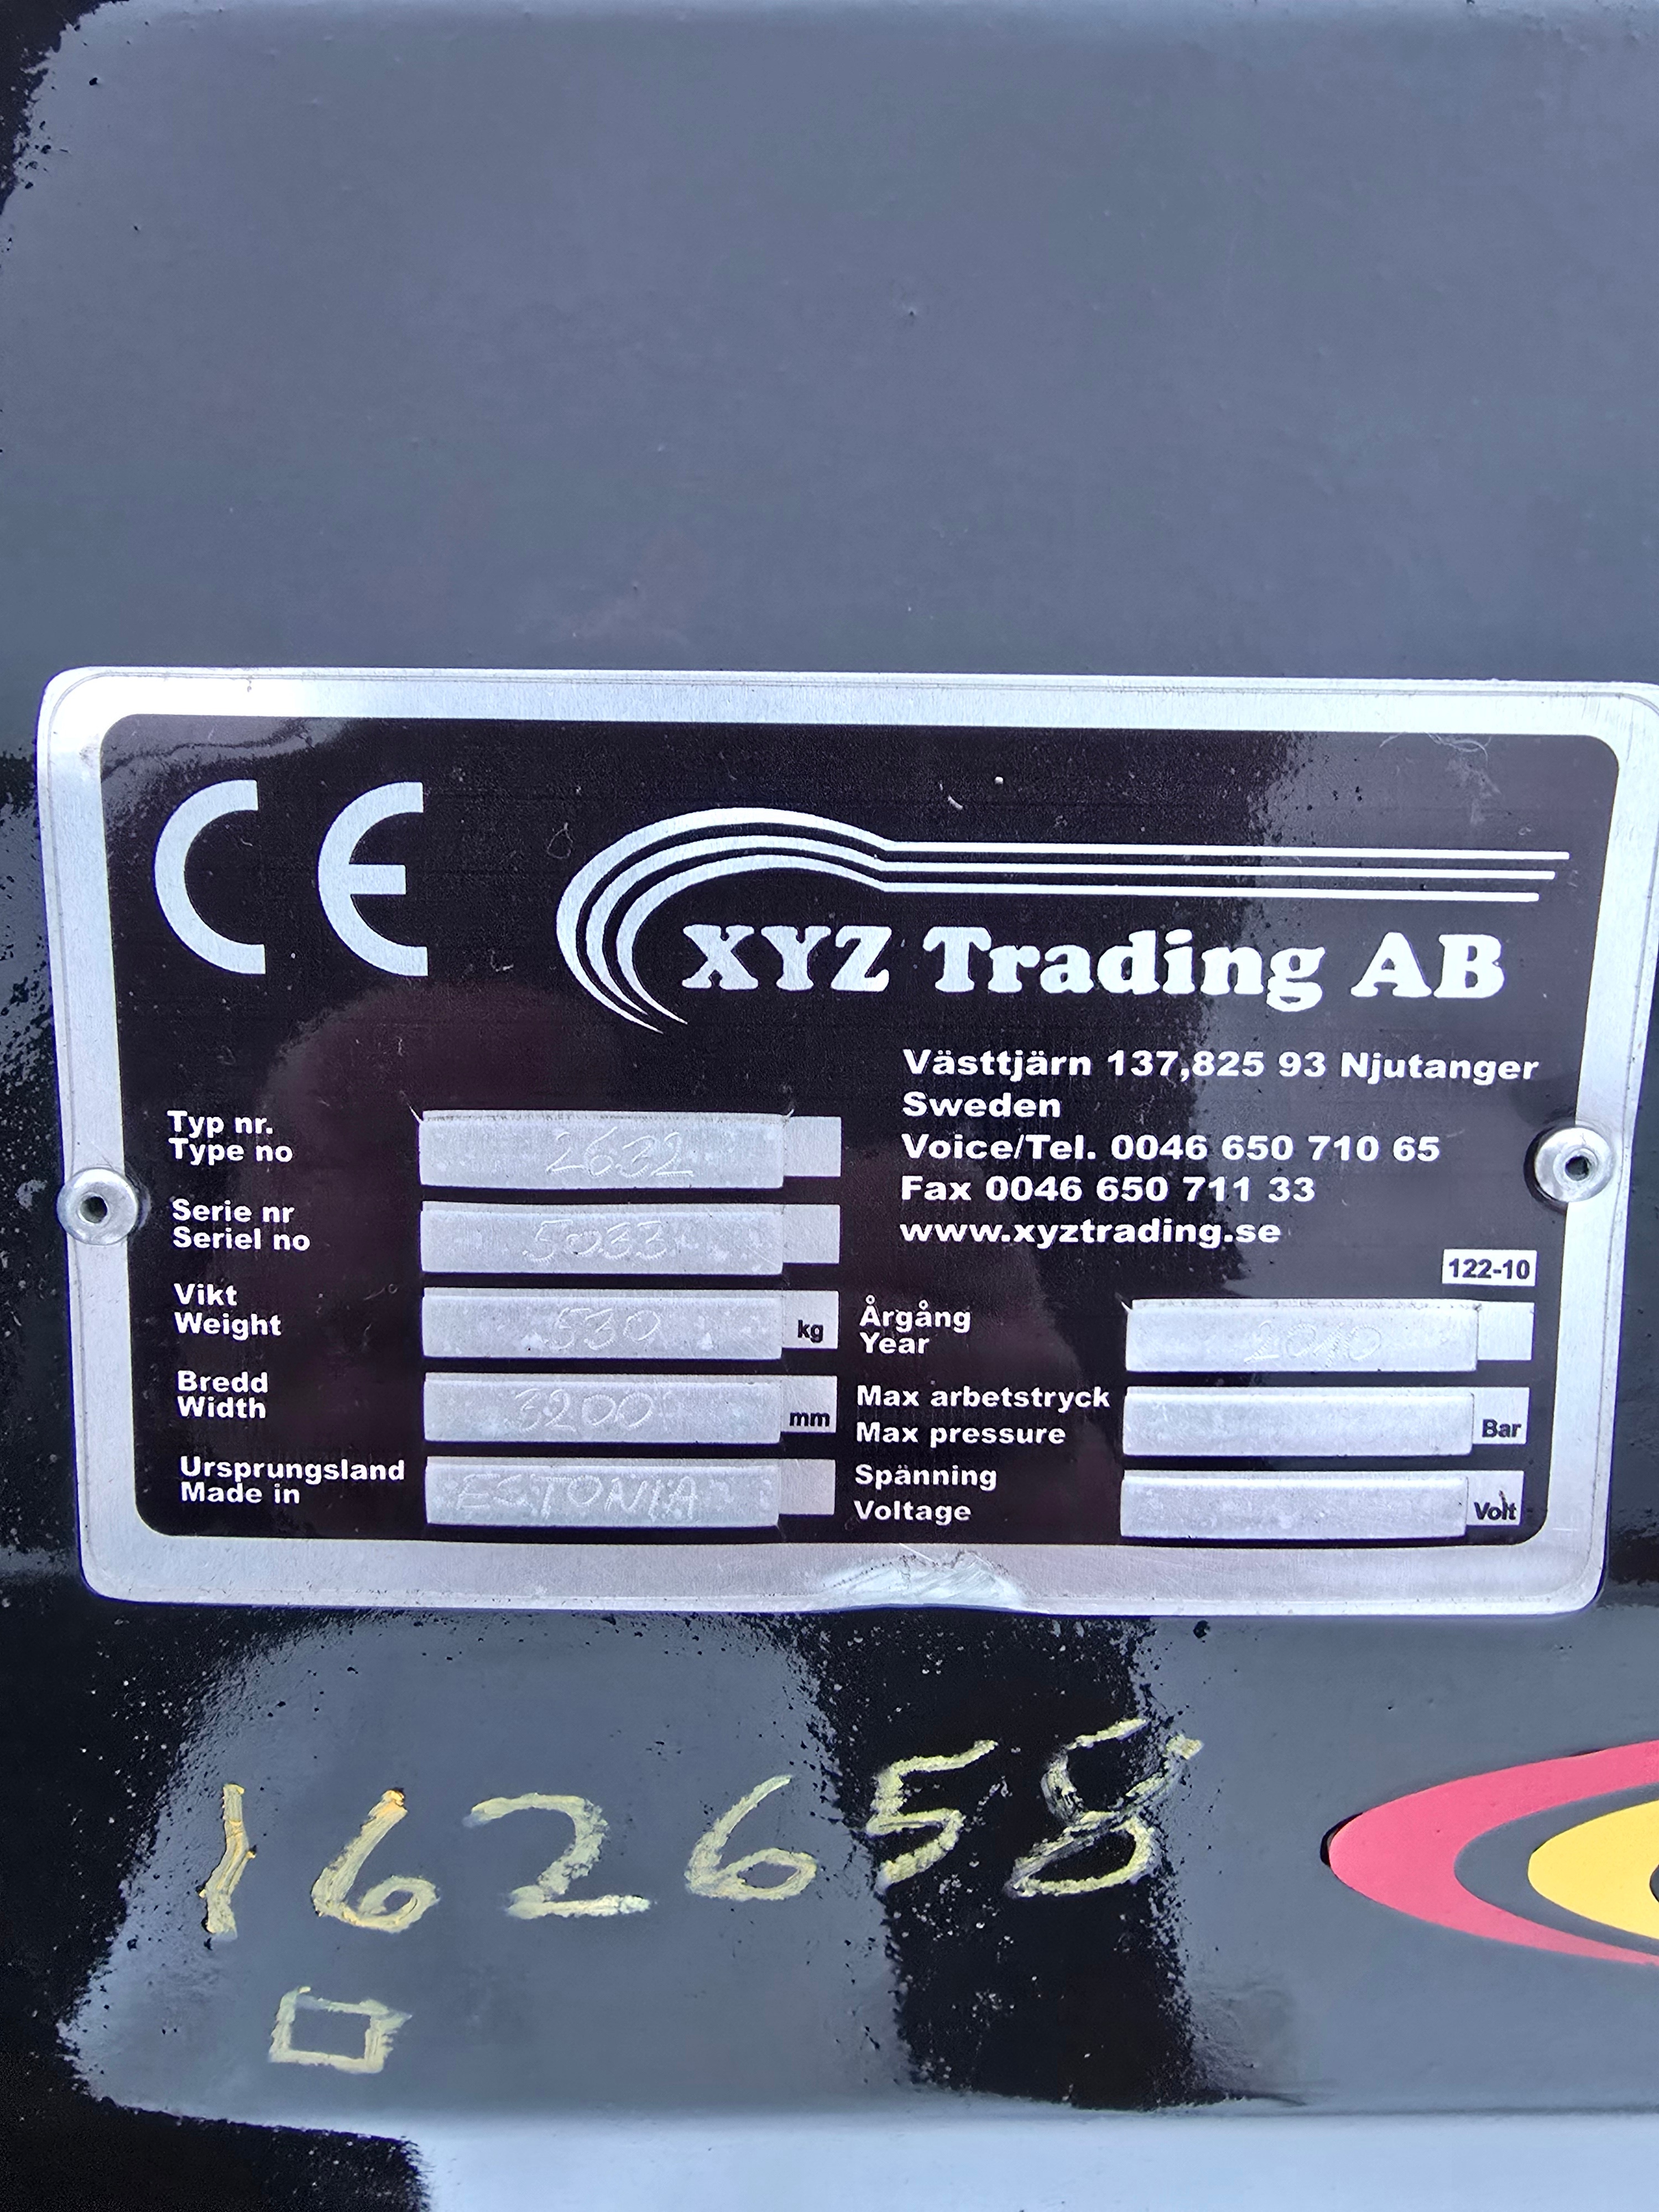 CE
XYZ Trading AB
Västtjärn 137,825 93 Njutanger
Sweden
Voice/Tel. 0046 650 710 65
Fax 0046 650 711 33
www.xyztrading.se
122-10
Typ nr.
Type no
2632
Serie nr
Seriel no
5033
Vikt
Weight
530 kg
Bredd
Width
3200 mm
Ursprungsland
Made in
ESTONIA
Årgång
Year
2010
Max arbetstryck
Max pressure
Bar
Spänning
Voltage
Volt
162658